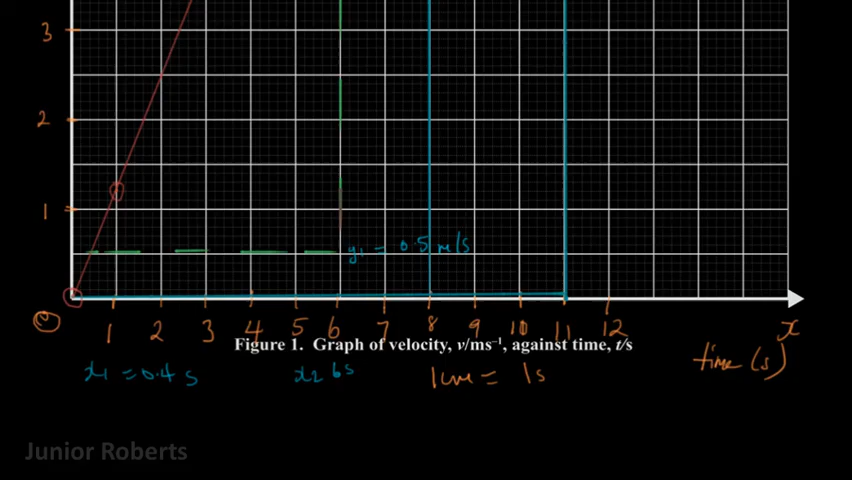 3
2
1
y1 = 0.5 m/s
0
1 2 3 4 5 6 7 8 9 10 11 12 x
Figure 1. Graph of velocity, v/ms⁻¹, against time, t/s
time (s)
x1 = 0.4 s x2 6s 1cm = 1s
Junior Roberts